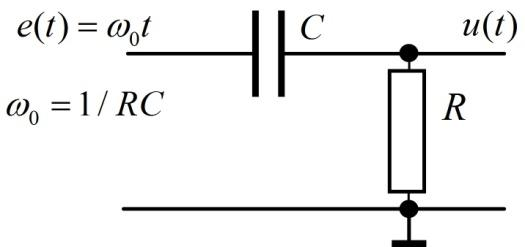 e(t) = ω₀t
C
u(t)
ω₀ = 1 / RC
R